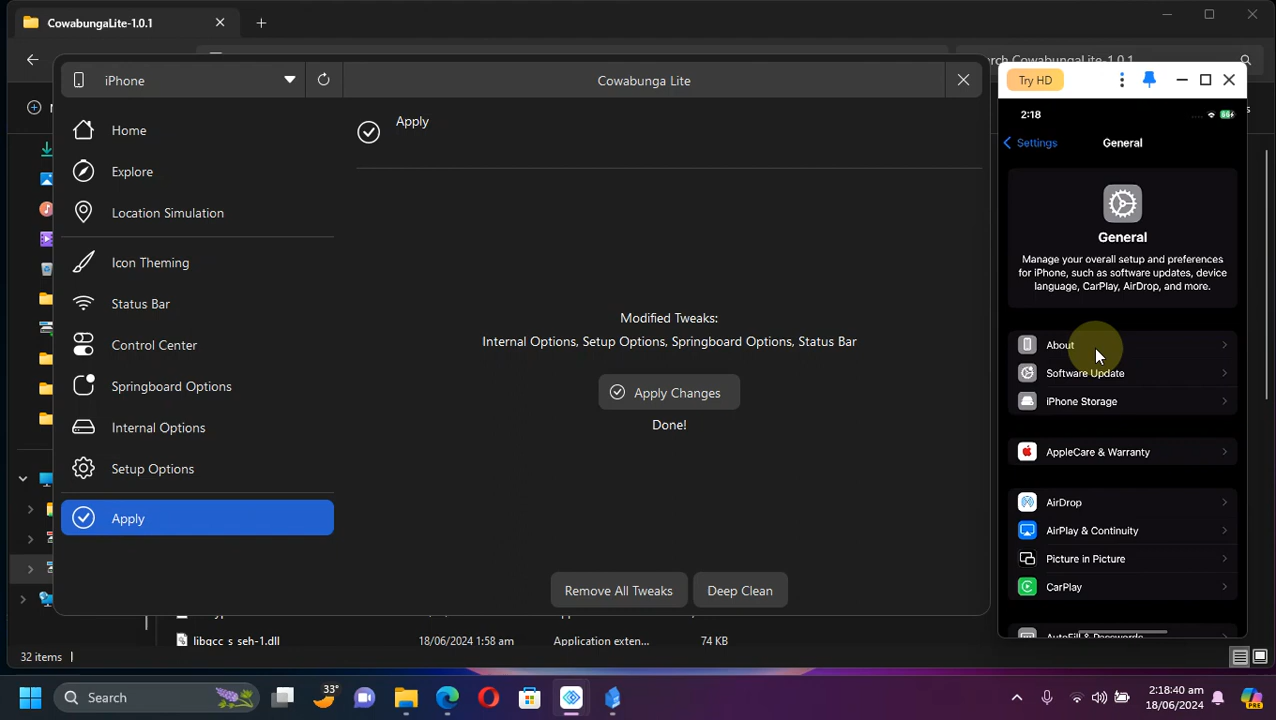 CowabungaLite-1.0.1
iPhone
Cowabunga Lite
Home
Explore
Location Simulation
Icon Theming
Status Bar
Control Center
Springboard Options
Internal Options
Setup Options
Apply
Apply
Modified Tweaks:
Internal Options, Setup Options, Springboard Options, Status Bar
Apply Changes
Done!
Remove All Tweaks
Deep Clean
Try HD
2:18
Settings
General
General
Manage your overall setup and preferences
for iPhone, such as software updates, device
language, CarPlay, AirDrop, and more.
About
Software Update
iPhone Storage
AppleCare & Warranty
AirDrop
AirPlay & Continuity
Picture in Picture
CarPlay
AutoFill & Passwords
libgcc_s_seh-1.dll
18/06/2024 1:58 am
Application exten...
74 KB
32 items
Search
33°
2:18:40 am
18/06/2024
PRE